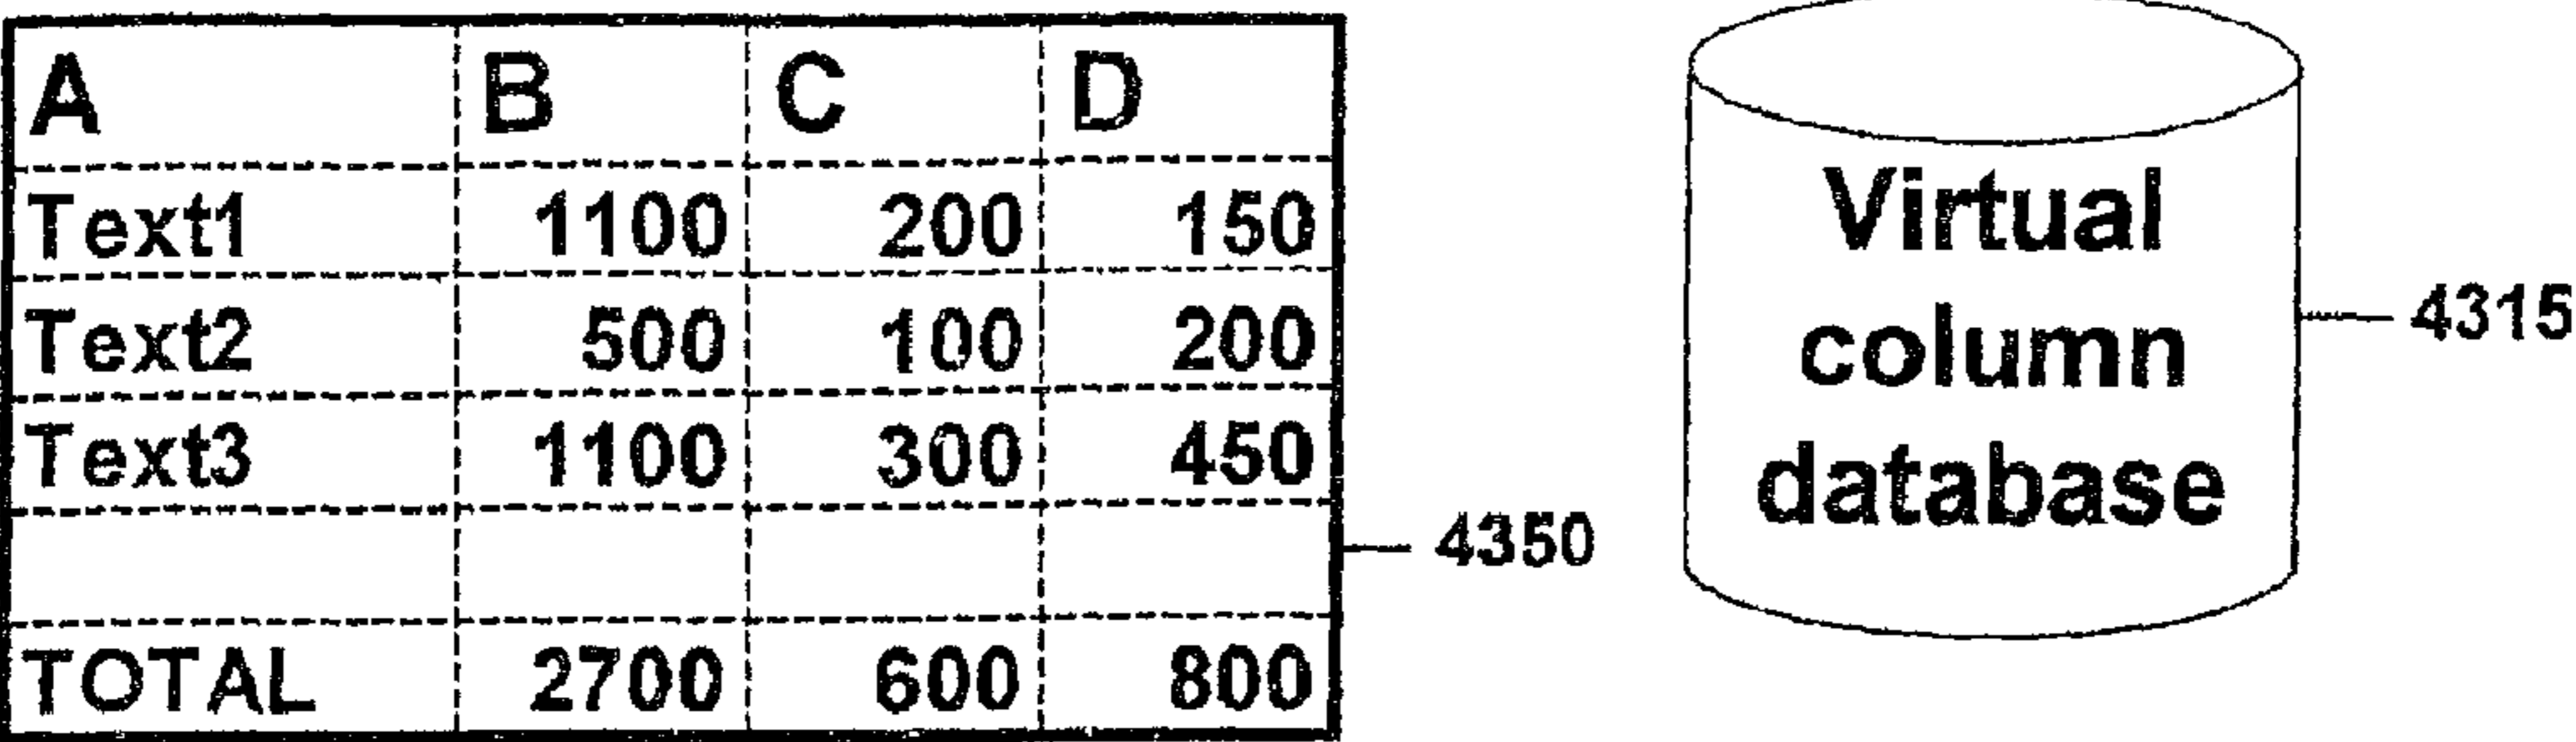 A B C D
Text1 1100 200 150
Text2 500 100 200
Text3 1100 300 450
TOTAL 2700 600 800
4350
Virtual
column
database
4315